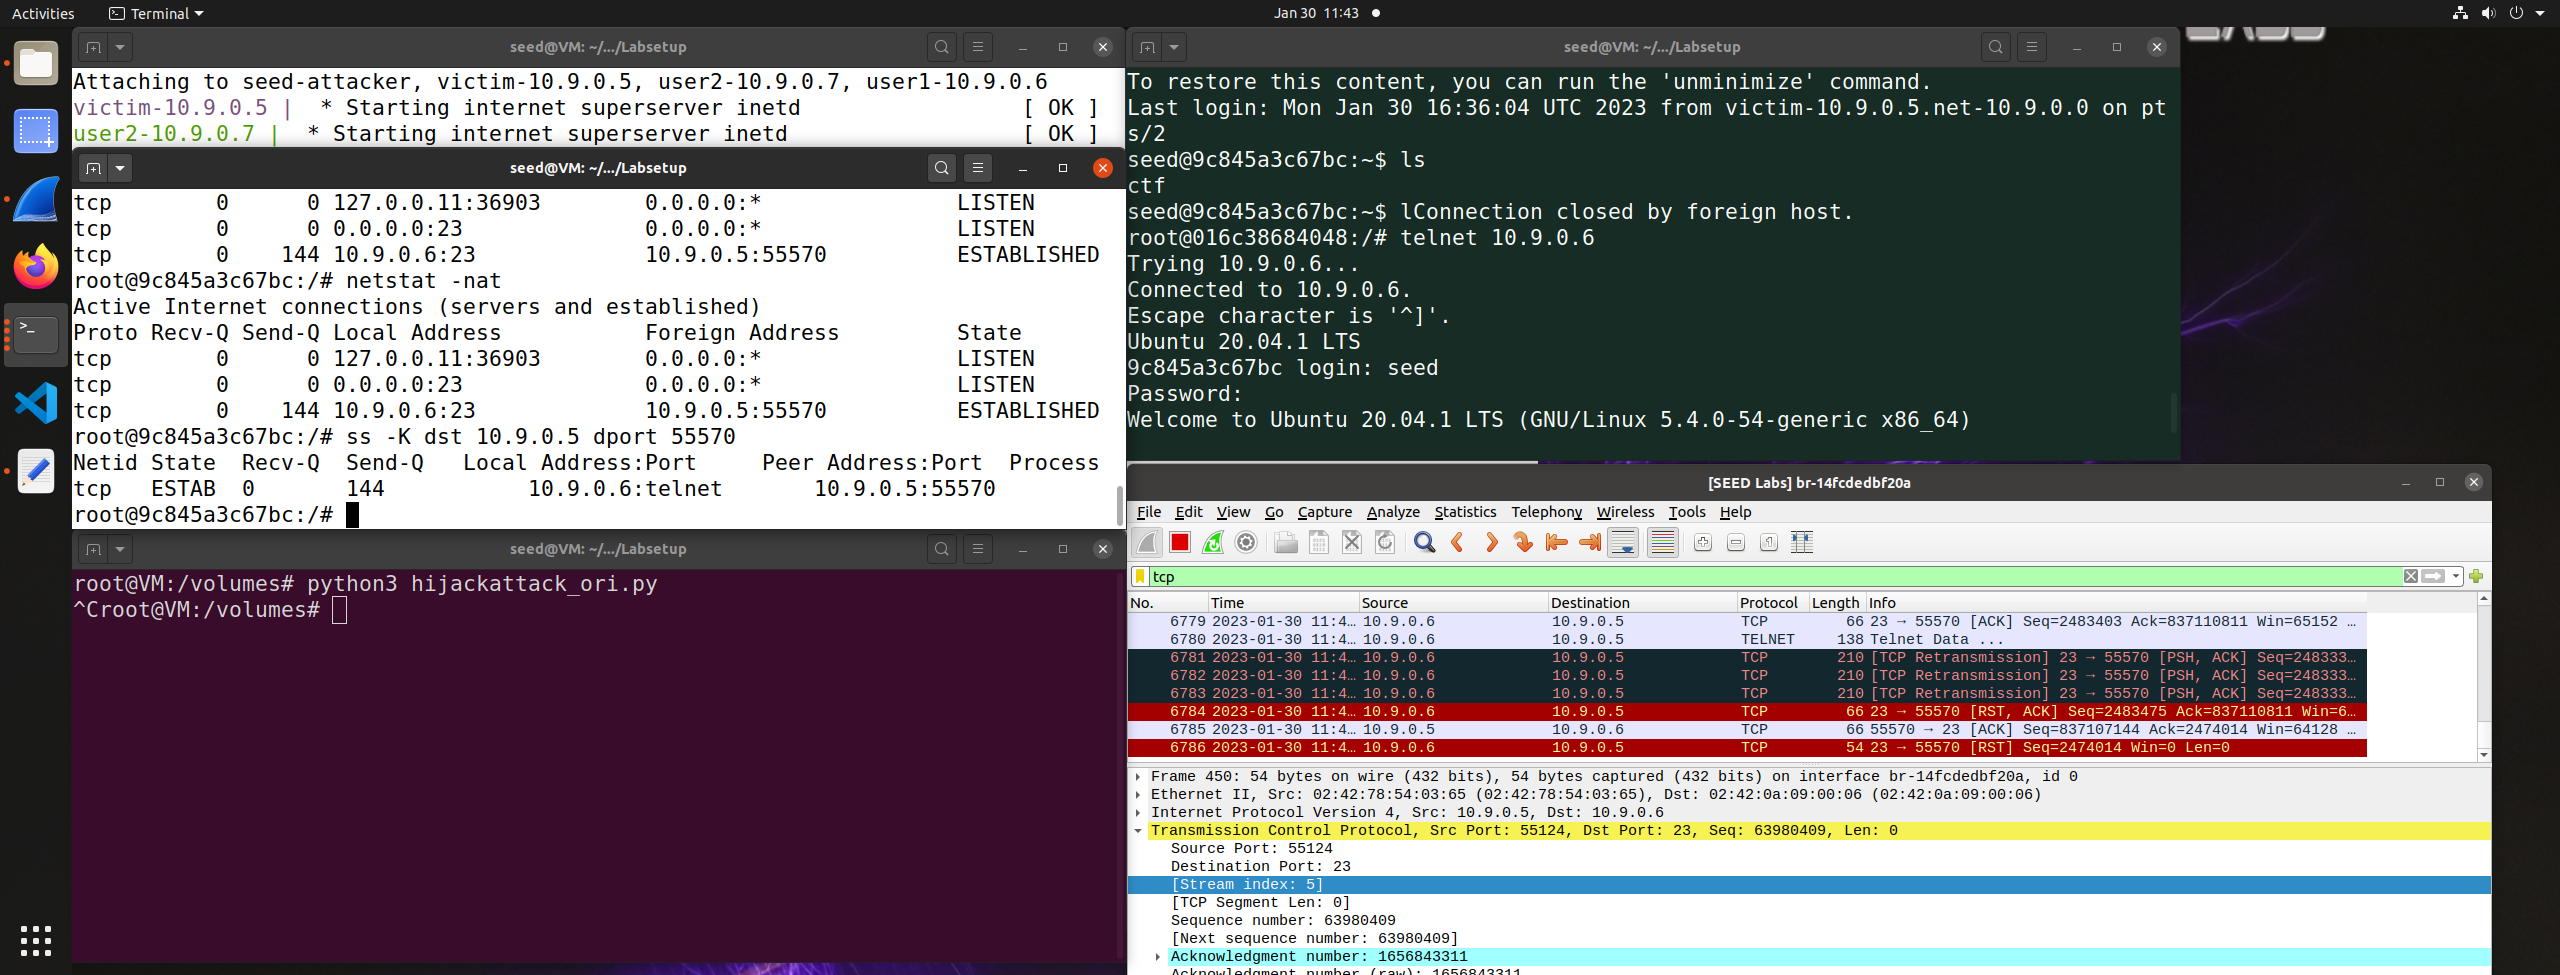 Activities
Terminal
Jan 30 11:43
seed@VM: ~/.../Labsetup
Attaching to seed-attacker, victim-10.9.0.5, user2-10.9.0.7, user1-10.9.0.6
victim-10.9.0.5 |  * Starting internet superserver inetd [ OK ]
user2-10.9.0.7 |  * Starting internet superserver inetd [ OK ]
seed@VM: ~/.../Labsetup
tcp 0 0 127.0.0.11:36903 0.0.0.0:* LISTEN
tcp 0 0 0.0.0.0:23 0.0.0.0:* LISTEN
tcp 0 144 10.9.0.6:23 10.9.0.5:55570 ESTABLISHED
root@9c845a3c67bc:/# netstat -nat
Active Internet connections (servers and established)
Proto Recv-Q Send-Q Local Address Foreign Address State
tcp 0 0 127.0.0.11:36903 0.0.0.0:* LISTEN
tcp 0 0 0.0.0.0:23 0.0.0.0:* LISTEN
tcp 0 144 10.9.0.6:23 10.9.0.5:55570 ESTABLISHED
root@9c845a3c67bc:/# ss -K dst 10.9.0.5 dport 55570
Netid State Recv-Q Send-Q Local Address:Port Peer Address:Port Process
tcp ESTAB 0 144 10.9.0.6:telnet 10.9.0.5:55570
root@9c845a3c67bc:/#
seed@VM: ~/.../Labsetup
root@VM:/volumes# python3 hijackattack_ori.py
^Croot@VM:/volumes#
seed@VM: ~/.../Labsetup
To restore this content, you can run the 'unminimize' command.
Last login: Mon Jan 30 16:36:04 UTC 2023 from victim-10.9.0.5.net-10.9.0.0 on pt
s/2
seed@9c845a3c67bc:~$ ls
ctf
seed@9c845a3c67bc:~$ lConnection closed by foreign host.
root@016c38684048:/# telnet 10.9.0.6
Trying 10.9.0.6...
Connected to 10.9.0.6.
Escape character is '^]'.
Ubuntu 20.04.1 LTS
9c845a3c67bc login: seed
Password:
Welcome to Ubuntu 20.04.1 LTS (GNU/Linux 5.4.0-54-generic x86_64)
[SEED Labs] br-14fcdedbf20a
File Edit View Go Capture Analyze Statistics Telephony Wireless Tools Help
tcp
No. Time Source Destination Protocol Length Info
6779 2023-01-30 11:4… 10.9.0.6 10.9.0.5 TCP 66 23 → 55570 [ACK] Seq=2483403 Ack=837110811 Win=65152 …
6780 2023-01-30 11:4… 10.9.0.6 10.9.0.5 TELNET 138 Telnet Data ...
6781 2023-01-30 11:4… 10.9.0.6 10.9.0.5 TCP 210 [TCP Retransmission] 23 → 55570 [PSH, ACK] Seq=248333…
6782 2023-01-30 11:4… 10.9.0.6 10.9.0.5 TCP 210 [TCP Retransmission] 23 → 55570 [PSH, ACK] Seq=248333…
6783 2023-01-30 11:4… 10.9.0.6 10.9.0.5 TCP 210 [TCP Retransmission] 23 → 55570 [PSH, ACK] Seq=248333…
6784 2023-01-30 11:4… 10.9.0.6 10.9.0.5 TCP 66 23 → 55570 [RST, ACK] Seq=2483475 Ack=837110811 Win=6…
6785 2023-01-30 11:4… 10.9.0.5 10.9.0.6 TCP 66 55570 → 23 [ACK] Seq=837107144 Ack=2474014 Win=64128 …
6786 2023-01-30 11:4… 10.9.0.6 10.9.0.5 TCP 54 23 → 55570 [RST] Seq=2474014 Win=0 Len=0
Frame 450: 54 bytes on wire (432 bits), 54 bytes captured (432 bits) on interface br-14fcdedbf20a, id 0
Ethernet II, Src: 02:42:78:54:03:65 (02:42:78:54:03:65), Dst: 02:42:0a:09:00:06 (02:42:0a:09:00:06)
Internet Protocol Version 4, Src: 10.9.0.5, Dst: 10.9.0.6
Transmission Control Protocol, Src Port: 55124, Dst Port: 23, Seq: 63980409, Len: 0
Source Port: 55124
Destination Port: 23
[Stream index: 5]
[TCP Segment Len: 0]
Sequence number: 63980409
[Next sequence number: 63980409]
Acknowledgment number: 1656843311
Acknowledgment number (raw): 1656843311